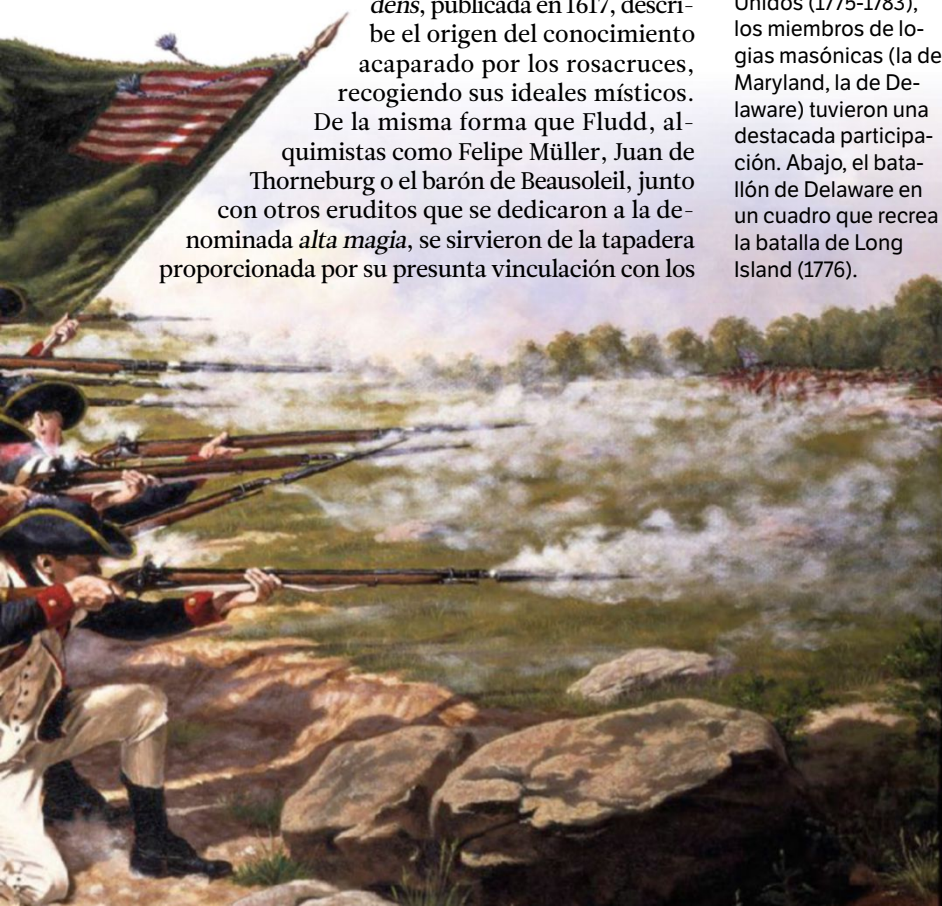 dens, publicada en 1617, descri-
be el origen del conocimiento
acaparado por los rosacruces,
recogiendo sus ideales místicos.
De la misma forma que Fludd, al-
quimistas como Felipe Müller, Juan de
Thorneburg o el barón de Beausoleil, junto
con otros eruditos que se dedicaron a la de-
nominada alta magia, se sirvieron de la tapadera
proporcionada por su presunta vinculación con los
Unidos (1775-1783),
los miembros de lo-
gias masónicas (la de
Maryland, la de De-
laware) tuvieron una
destacada participa-
ción. Abajo, el bata-
llón de Delaware en
un cuadro que recrea
la batalla de Long
Island (1776).